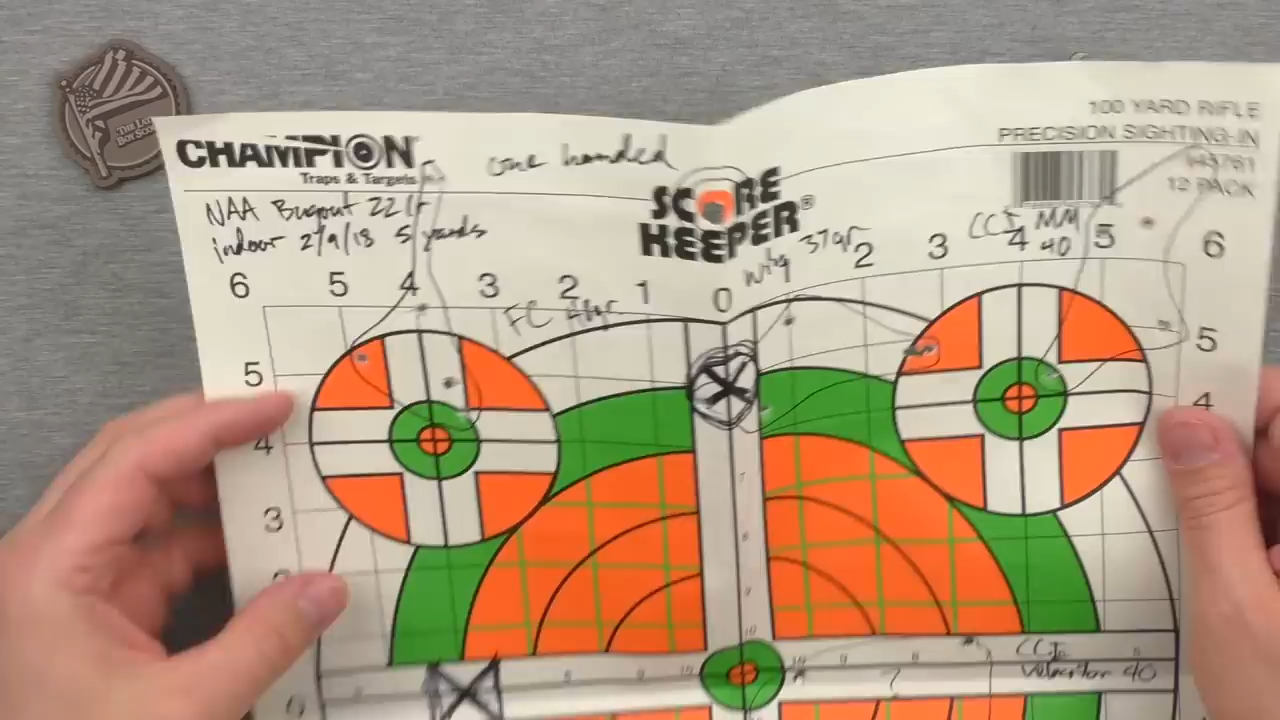 CHAMPION
Traps & Targets
one handed
SCORE
KEEPER®
100 YARD RIFLE
PRECISION SIGHTING-IN
12 PACK
NAA Bugout 22 lr
indoor 2/9/18 5 yards
37gr
CCI MM
40
6 5 4 3 2 1 0 2 3 4 5 6
FC
5 5
4 4
3
CCI
Velocitor 40